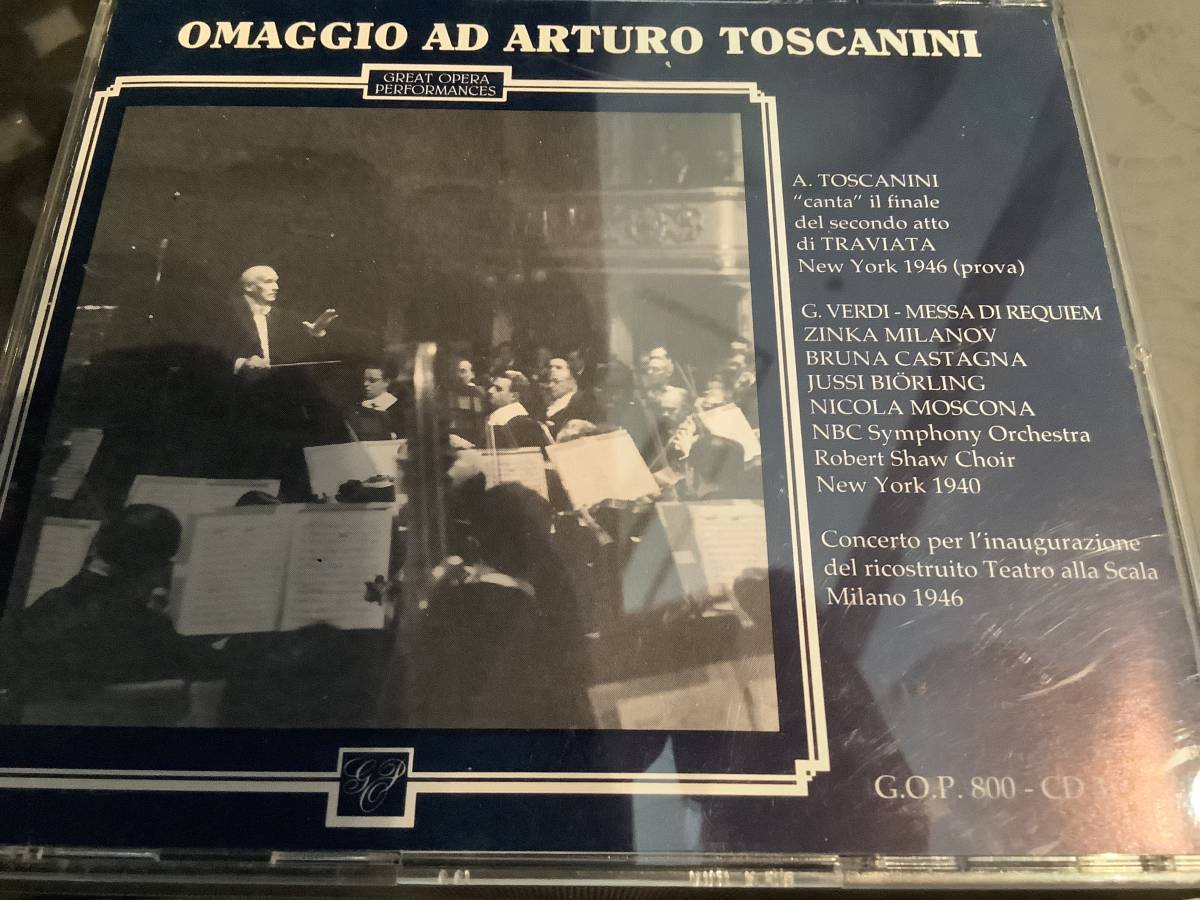 OMAGGIO AD ARTURO TOSCANINI
GREAT OPERA
PERFORMANCES
A. TOSCANINI
"canta" il finale
del secondo atto
di TRAVIATA
New York 1946 (prova)
G. VERDI - MESSA DI REQUIEM
ZINKA MILANOV
BRUNA CASTAGNA
JUSSI BIÖRLING
NICOLA MOSCONA
NBC Symphony Orchestra
Robert Shaw Choir
New York 1940
Concerto per l'inaugurazione
del ricostruito Teatro alla Scala
Milano 1946
GOP
G.O.P. 800 - CD